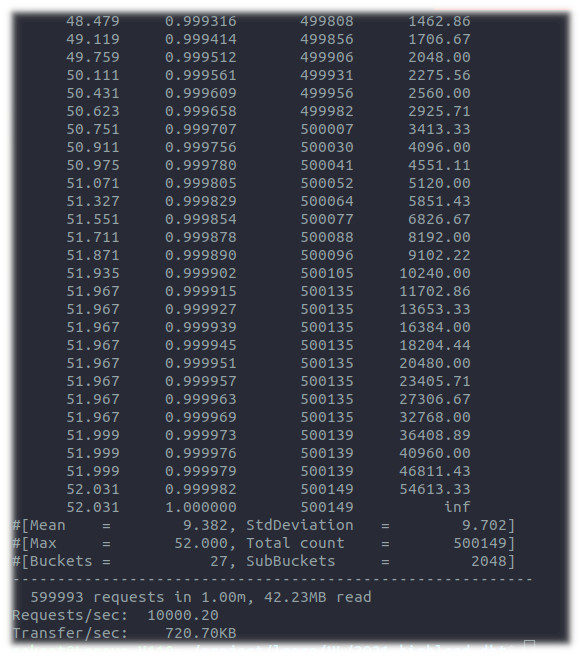 48.479 0.999316 499808 1462.86
49.119 0.999414 499856 1706.67
49.759 0.999512 499906 2048.00
50.111 0.999561 499931 2275.56
50.431 0.999609 499956 2560.00
50.623 0.999658 499982 2925.71
50.751 0.999707 500007 3413.33
50.911 0.999756 500030 4096.00
50.975 0.999780 500041 4551.11
51.071 0.999805 500052 5120.00
51.327 0.999829 500064 5851.43
51.551 0.999854 500077 6826.67
51.711 0.999878 500088 8192.00
51.871 0.999890 500096 9102.22
51.935 0.999902 500105 10240.00
51.967 0.999915 500135 11702.86
51.967 0.999927 500135 13653.33
51.967 0.999939 500135 16384.00
51.967 0.999945 500135 18204.44
51.967 0.999951 500135 20480.00
51.967 0.999957 500135 23405.71
51.967 0.999963 500135 27306.67
51.967 0.999969 500135 32768.00
51.999 0.999973 500139 36408.89
51.999 0.999976 500139 40960.00
51.999 0.999979 500139 46811.43
52.031 0.999982 500149 54613.33
52.031 1.000000 500149 inf
#[Mean = 9.382, StdDeviation = 9.702]
#[Max = 52.000, Total count = 500149]
#[Buckets = 27, SubBuckets = 2048]
----------------------------------------------------------
599993 requests in 1.00m, 42.23MB read
Requests/sec: 10000.20
Transfer/sec: 720.70KB